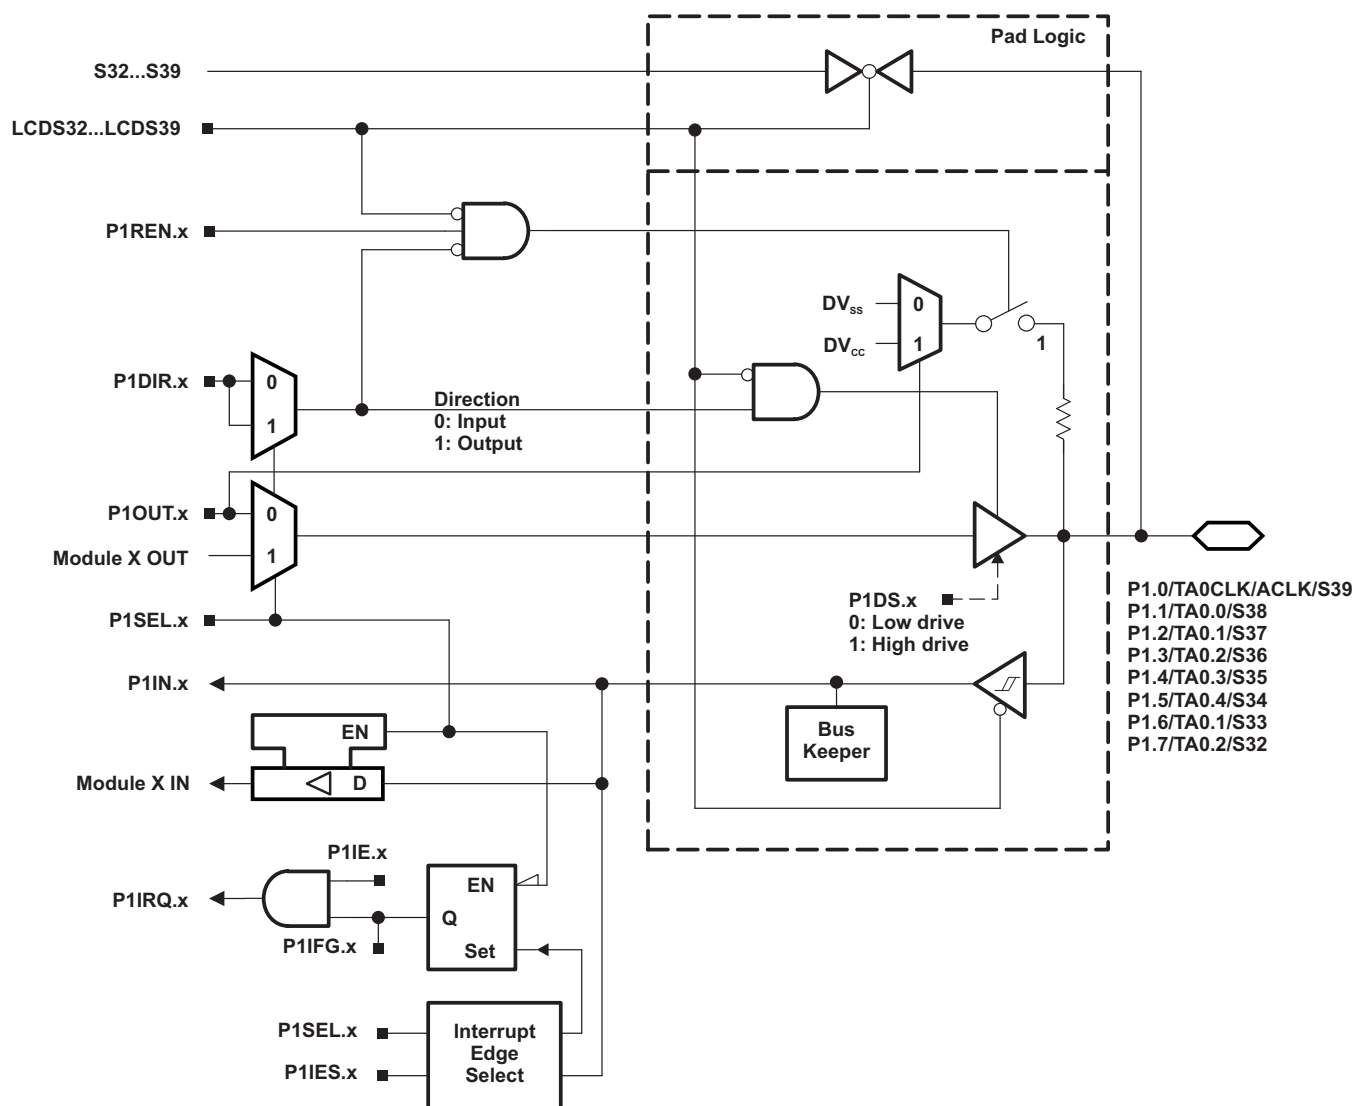 Pad Logic
S32...S39
LCDS32...LCDS39
P1REN.x
DVSS
0
DVCC
1
1
P1DIR.x
0
1
Direction
0: Input
1: Output
P1OUT.x
0
Module X OUT
1
P1DS.x
0: Low drive
1: High drive
P1SEL.x
P1.0/TA0CLK/ACLK/S39
P1.1/TA0.0/S38
P1.2/TA0.1/S37
P1.3/TA0.2/S36
P1.4/TA0.3/S35
P1.5/TA0.4/S34
P1.6/TA0.1/S33
P1.7/TA0.2/S32
P1IN.x
Bus
Keeper
EN
Module X IN
D
P1IE.x
P1IRQ.x
EN
Q
P1IFG.x
Set
P1SEL.x
P1IES.x
Interrupt
Edge
Select